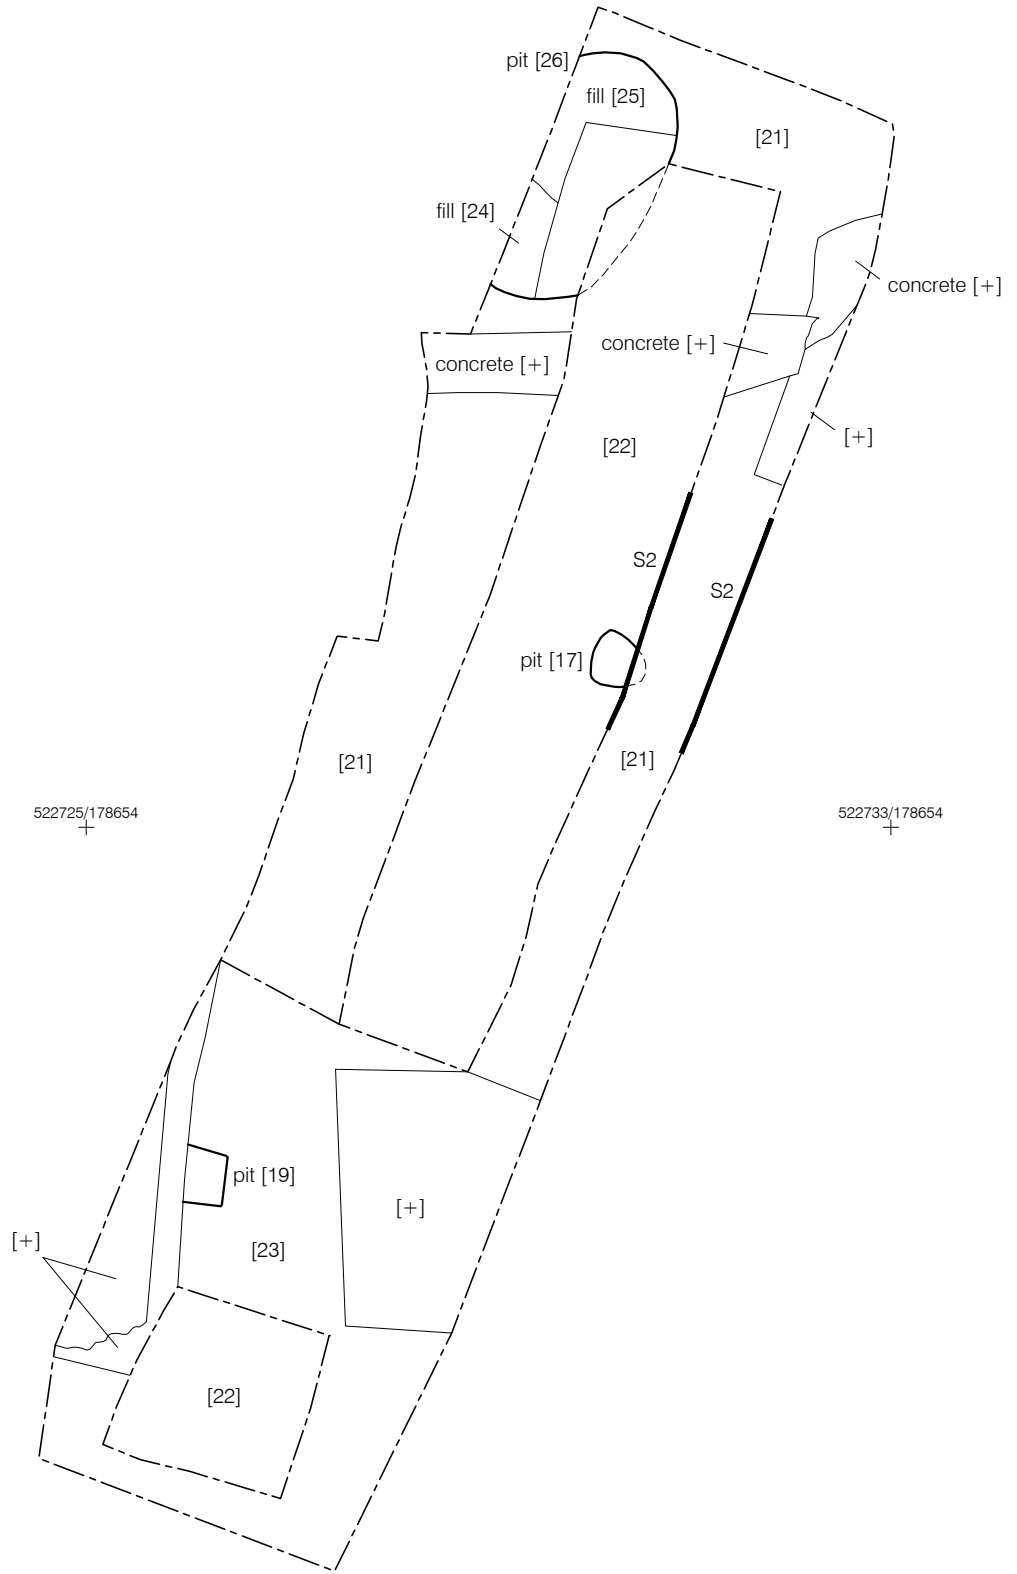 pit [26]
fill [25]
[21]
fill [24]
concrete [+]
concrete [+]
concrete [+]
[+]
[22]
S2
S2
pit [17]
[21]
[21]
522725/178654
522733/178654
pit [19]
[+]
[+]
[23]
[22]